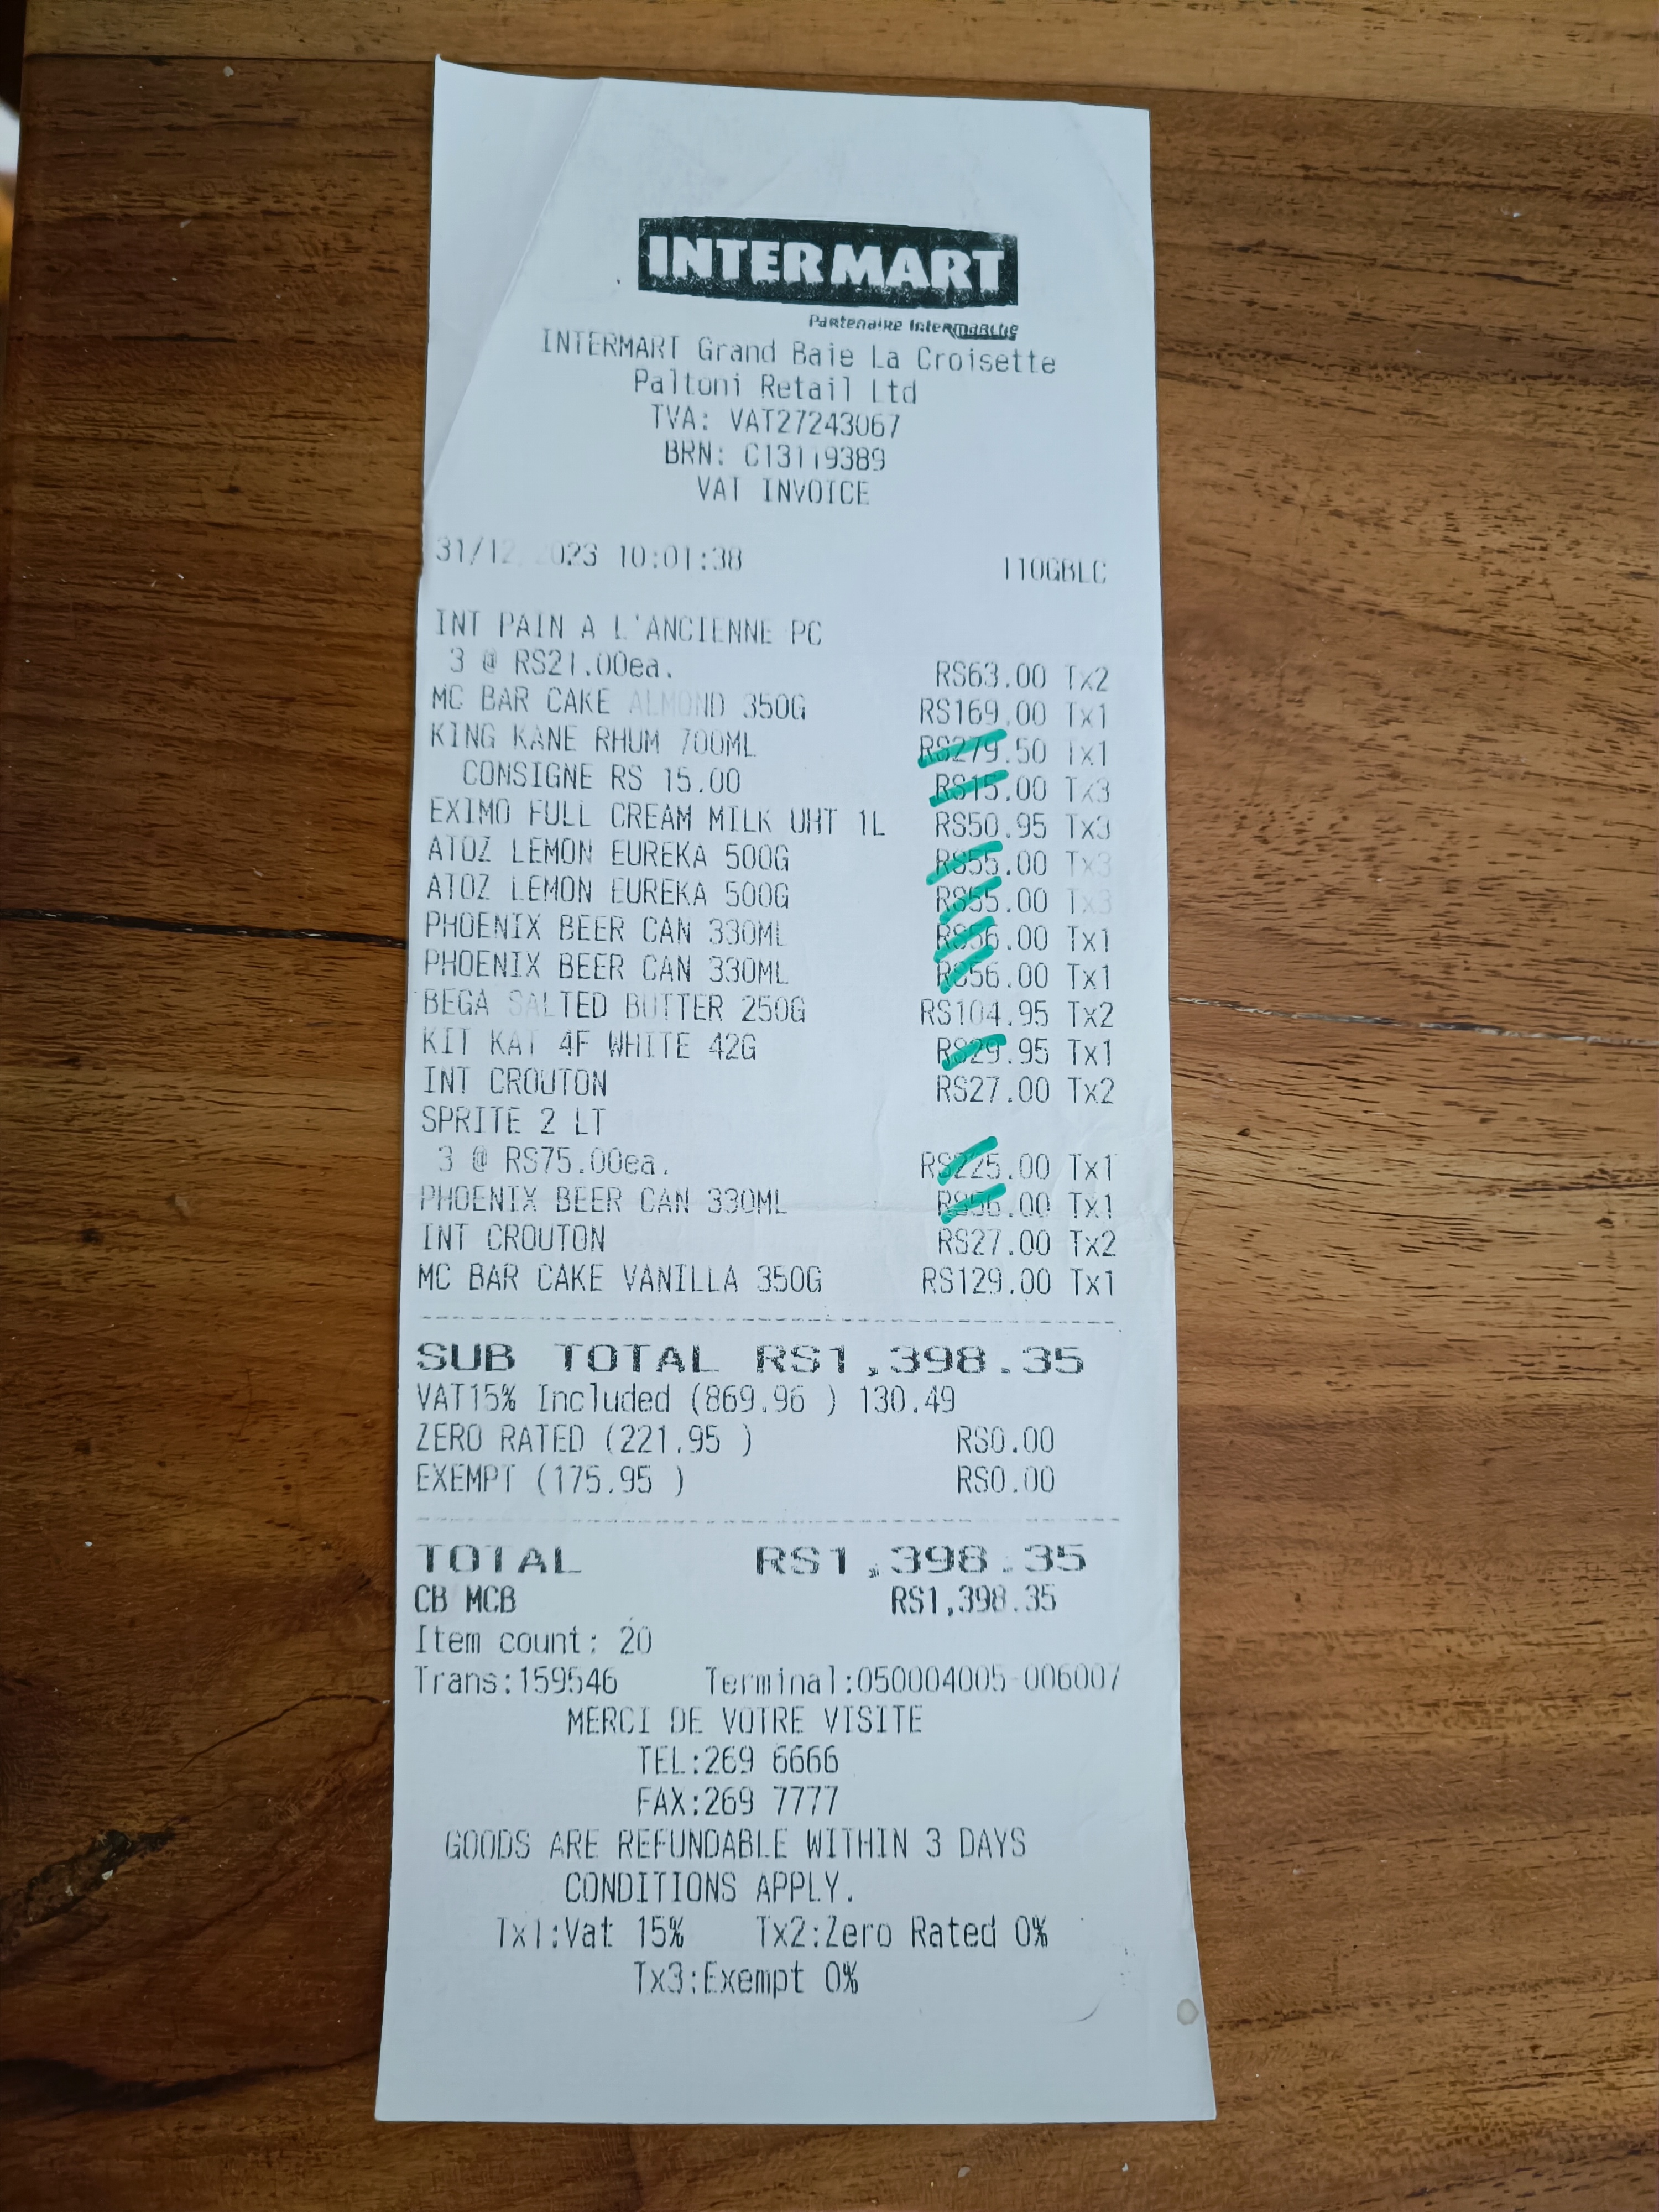 INTERMART
Partenaire Intermarché
INTERMART Grand Baie La Croisette
Paltoni Retail Ltd
TVA: VAT27243067
BRN: C13119389
VAT INVOICE
31/12 2023 10:01:38 110GBLC
INT PAIN A L'ANCIENNE PC
3 @ RS21.00ea. RS63.00 Tx2
MC BAR CAKE ALMOND 350G RS169.00 Tx1
KING KANE RHUM 700ML RS279.50 Tx1
CONSIGNE RS 15.00 RS15.00 Tx3
EXIMO FULL CREAM MILK UHT 1L RS50.95 Tx3
ATOZ LEMON EUREKA 500G RS55.00 Tx3
ATOZ LEMON EUREKA 500G RS55.00 Tx3
PHOENIX BEER CAN 330ML RS56.00 Tx1
PHOENIX BEER CAN 330ML RS56.00 Tx1
BEGA SALTED BUTTER 250G RS104.95 Tx2
KIT KAT 4F WHITE 42G RS29.95 Tx1
INT CROUTON RS27.00 Tx2
SPRITE 2 LT
3 @ RS75.00ea. RS225.00 Tx1
PHOENIX BEER CAN 330ML RS56.00 Tx1
INT CROUTON RS27.00 Tx2
MC BAR CAKE VANILLA 350G RS129.00 Tx1
SUB TOTAL RS1,398.35
VAT15% Included (869.96 ) 130.49
ZERO RATED (221.95 ) RS0.00
EXEMPT (175.95 ) RS0.00
TOTAL RS1,398.35
CB MCB RS1,398.35
Item count: 20
Trans:159546 Terminal:050004005-006007
MERCI DE VOTRE VISITE
TEL:269 6666
FAX:269 7777
GOODS ARE REFUNDABLE WITHIN 3 DAYS
CONDITIONS APPLY.
Tx1:Vat 15% Tx2:Zero Rated 0%
Tx3:Exempt 0%